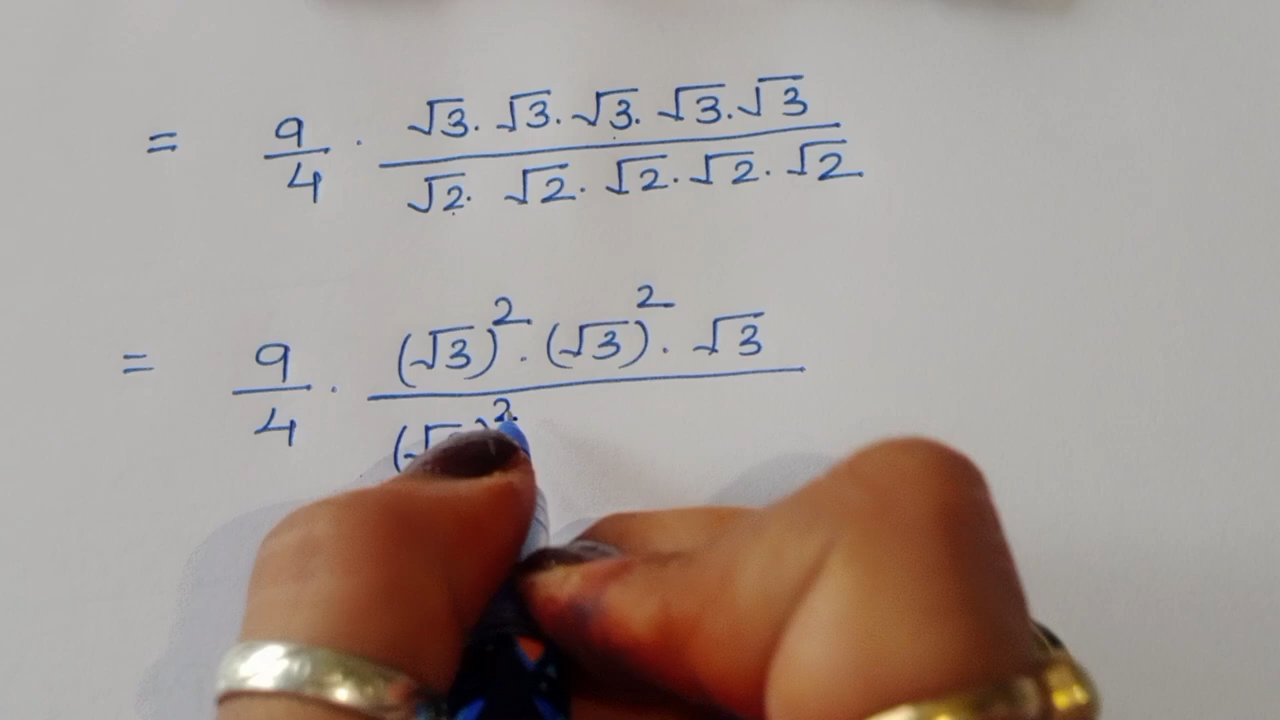 = 9/4 · √3 · √3 · √3 · √3 · √3 / √2 · √2 · √2 · √2 · √2
= 9/4 · (√3)² · (√3)² · √3 / (√ )²